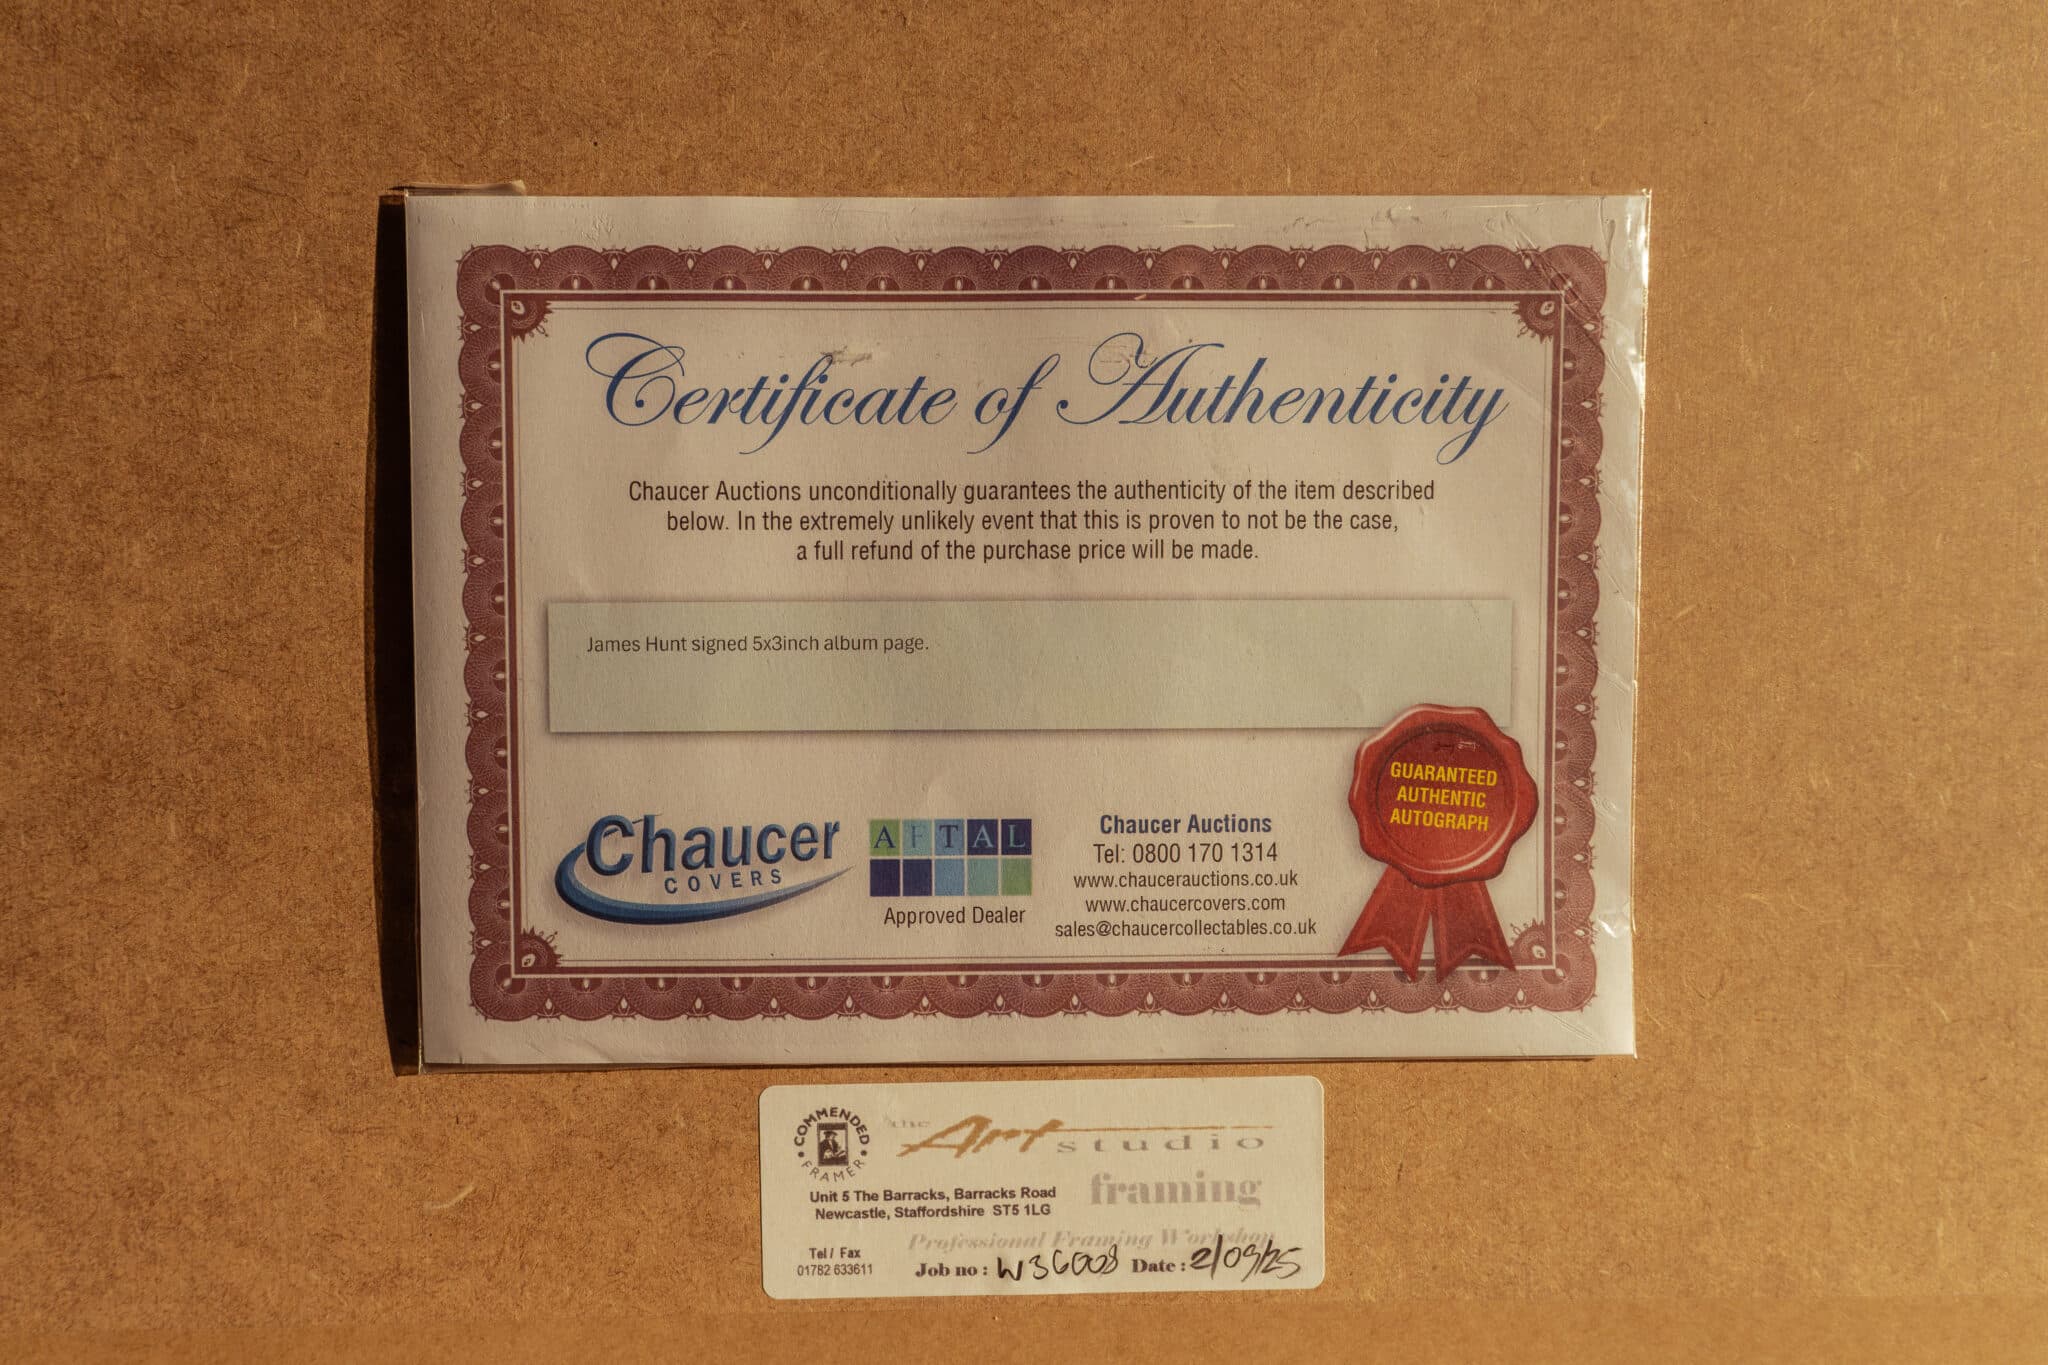 Certificate of Authenticity
Chaucer Auctions unconditionally guarantees the authenticity of the item described
below. In the extremely unlikely event that this is proven to not be the case,
a full refund of the purchase price will be made.
James Hunt signed 5x3inch album page.
GUARANTEED
AUTHENTIC
AUTOGRAPH
Chaucer
COVERS
AFTAL
Approved Dealer
Chaucer Auctions
Tel: 0800 170 1314
www.chaucerauctions.co.uk
www.chaucercovers.com
sales@chaucercollectables.co.uk
COMMENDED
FRAMER
the Art studio
framing
Unit 5 The Barracks, Barracks Road
Newcastle, Staffordshire ST5 1LG
Professional Framing Workshop
Tel / Fax
01782 633611
Job no : W36008 Date : 2/09/25